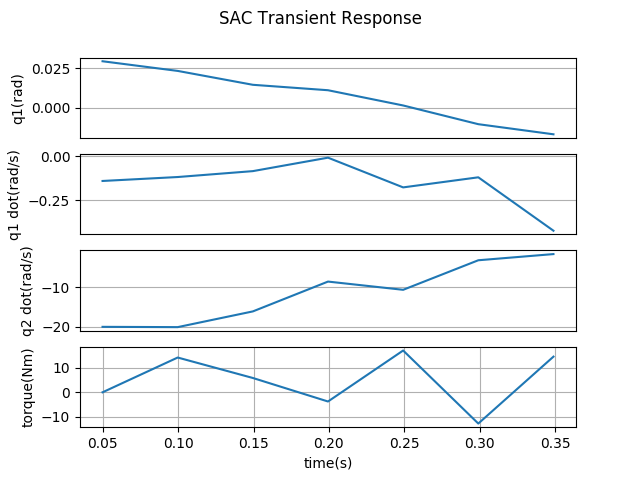 SAC Transient Response
q1(rad)
0.025
0.000
q1 dot(rad/s)
0.00
−0.25
q2 dot(rad/s)
−10
−20
torque(Nm)
10
0
−10
0.05 0.10 0.15 0.20 0.25 0.30 0.35
time(s)